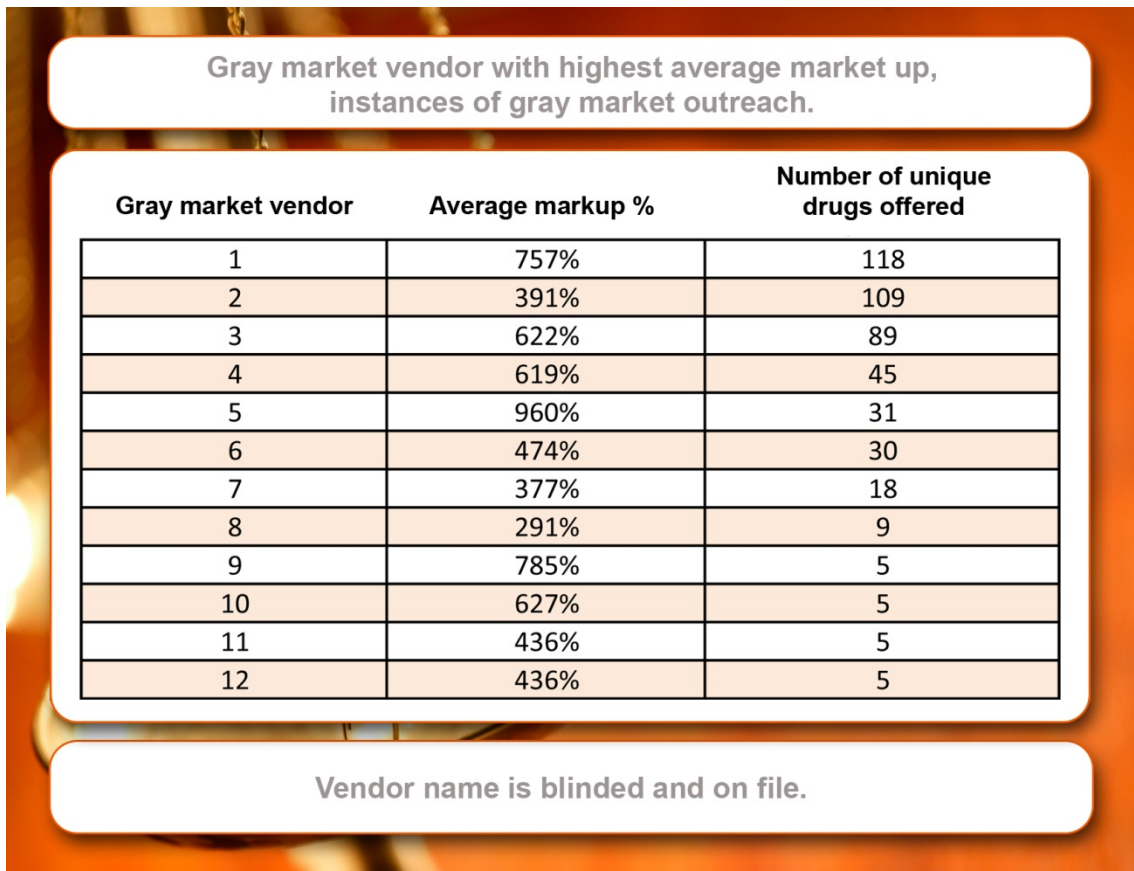 Gray market vendor with highest average market up,
instances of gray market outreach.
Gray market vendor Average markup % Number of unique drugs offered
1 757% 118
2 391% 109
3 622% 89
4 619% 45
5 960% 31
6 474% 30
7 377% 18
8 291% 9
9 785% 5
10 627% 5
11 436% 5
12 436% 5
Vendor name is blinded and on file.